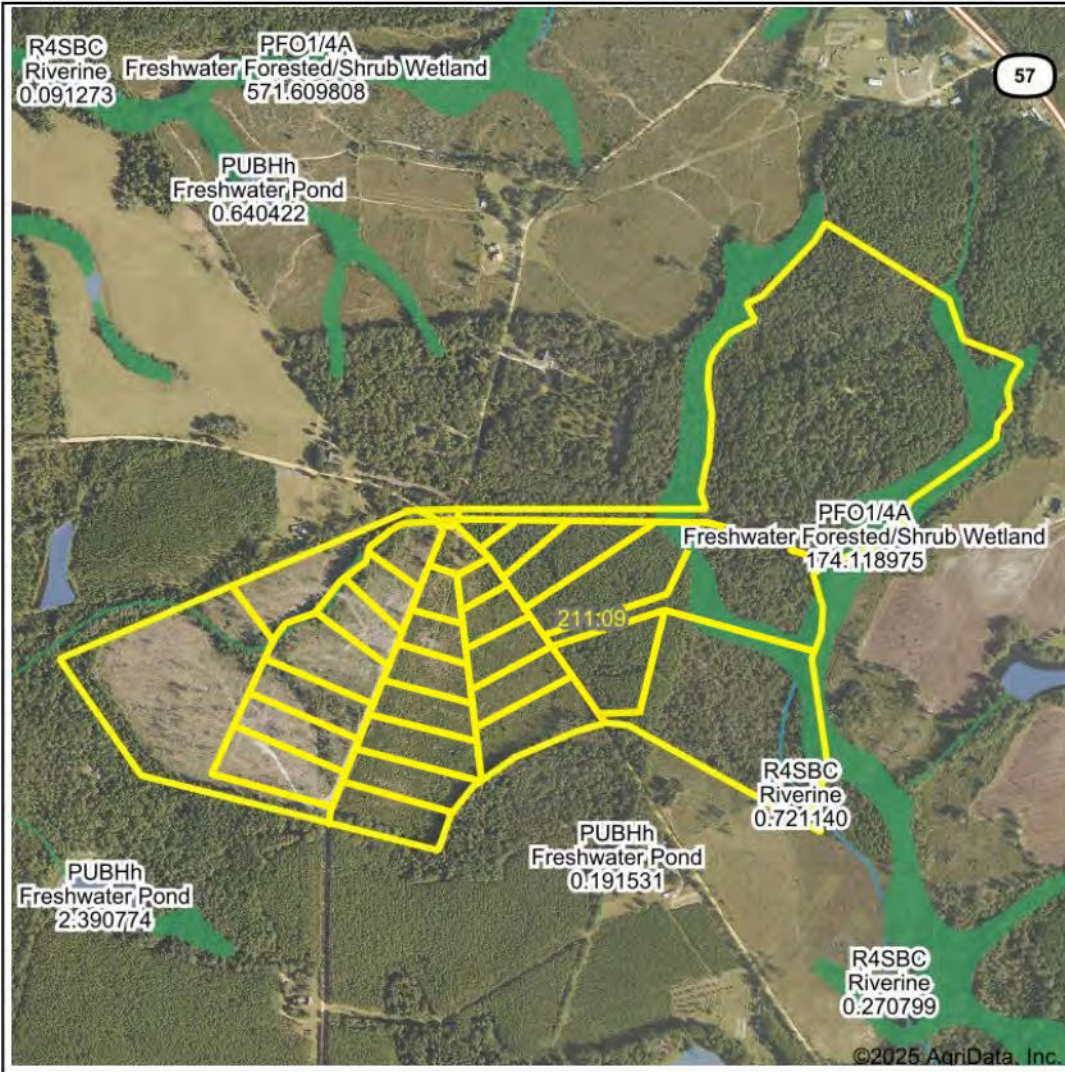 R4SBC
Riverine
0.091273
PFO1/4A
Freshwater Forested/Shrub Wetland
571.609808
57
PUBHh
Freshwater Pond
0.640422
PFO1/4A
Freshwater Forested/Shrub Wetland
174.118975
211.09
R4SBC
Riverine
0.721140
PUBHh
Freshwater Pond
0.191531
PUBHh
Freshwater Pond
2.390774
R4SBC
Riverine
0.270799
©2025 AgriData, Inc.